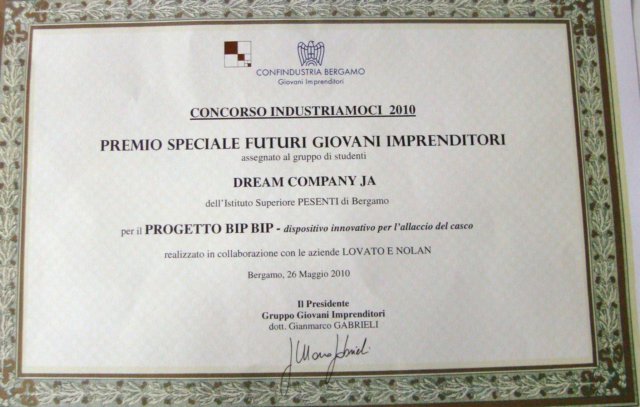 CONFINDUSTRIA BERGAMO
Giovani Imprenditori
CONCORSO INDUSTRIAMOCI 2010
PREMIO SPECIALE FUTURI GIOVANI IMPRENDITORI
assegnato al gruppo di studenti
DREAM COMPANY JA
dell'Istituto Superiore PESENTI di Bergamo
per il PROGETTO BIP BIP - dispositivo innovativo per l'allaccio del casco
realizzato in collaborazione con le aziende LOVATO E NOLAN
Bergamo, 26 Maggio 2010
Il Presidente
Gruppo Giovani Imprenditori
dott. Gianmarco GABRIELI